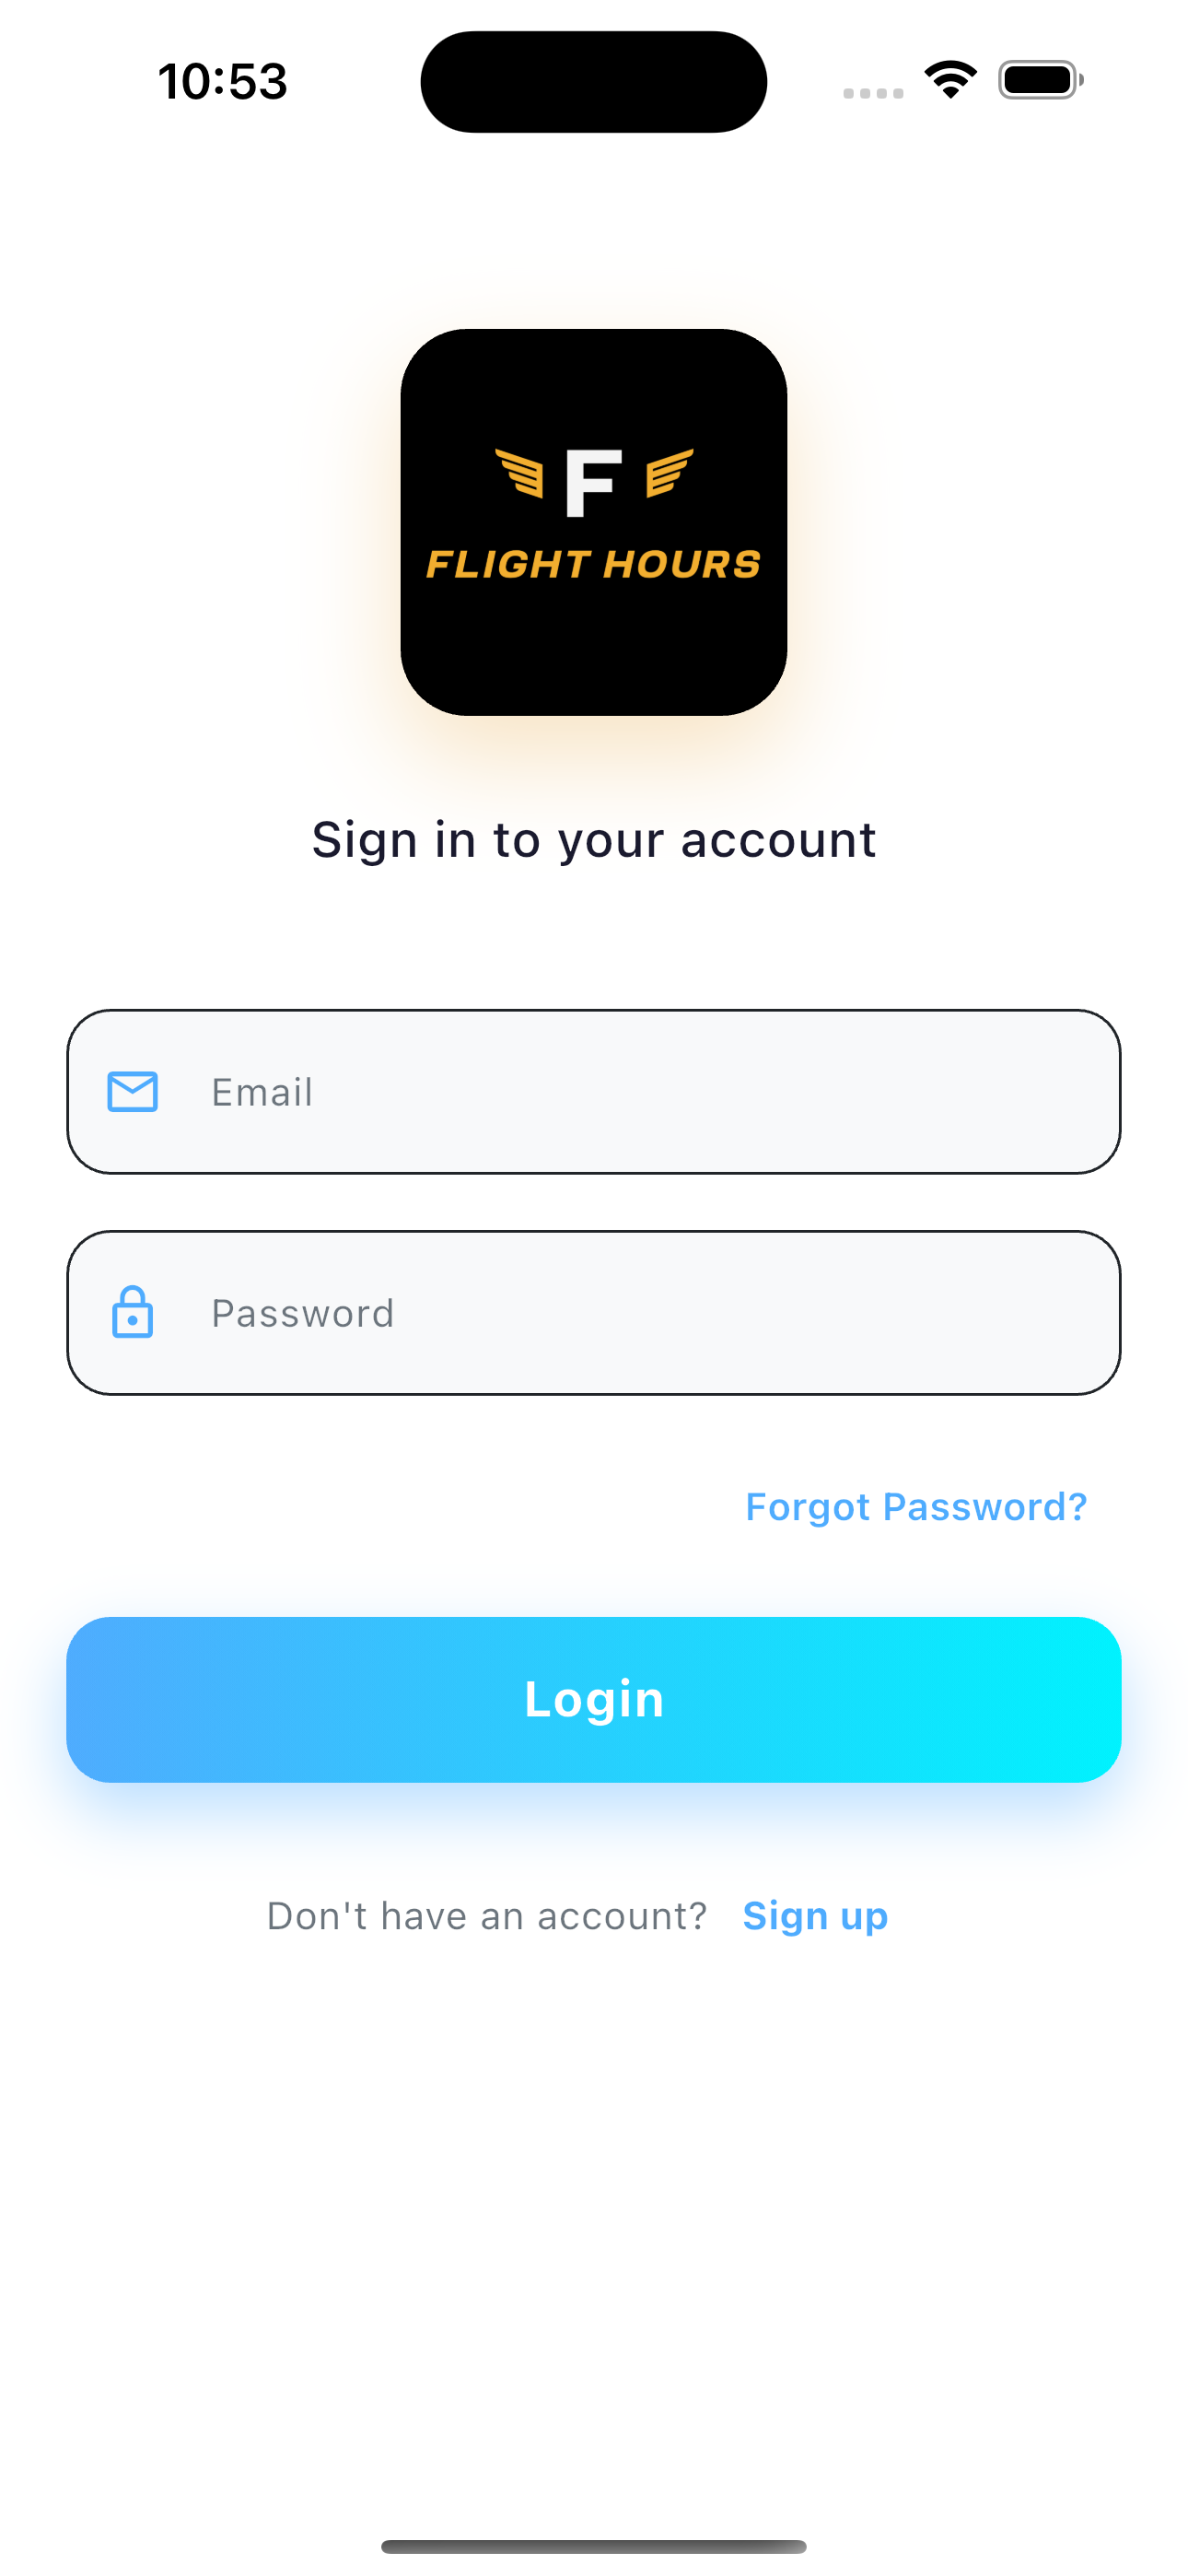 10:53
F
FLIGHT HOURS
Sign in to your account
Email
Password
Forgot Password?
Login
Don't have an account? Sign up